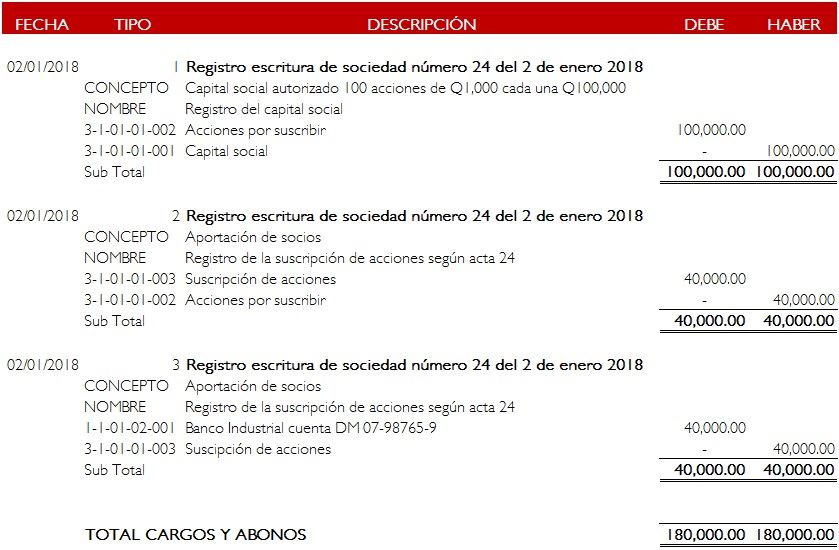 FECHA TIPO DESCRIPCIÓN DEBE HABER
02/01/2018 1 Registro escritura de sociedad número 24 del 2 de enero 2018
CONCEPTO Capital social autorizado 100 acciones de Q1,000 cada una Q100,000
NOMBRE Registro del capital social
3-1-01-01-002 Acciones por suscribir 100,000.00
3-1-01-01-001 Capital social - 100,000.00
Sub Total 100,000.00 100,000.00
02/01/2018 2 Registro escritura de sociedad número 24 del 2 de enero 2018
CONCEPTO Aportación de socios
NOMBRE Registro de la suscripción de acciones según acta 24
3-1-01-01-003 Suscripción de acciones 40,000.00
3-1-01-01-002 Acciones por suscribir - 40,000.00
Sub Total 40,000.00 40,000.00
02/01/2018 3 Registro escritura de sociedad número 24 del 2 de enero 2018
CONCEPTO Aportación de socios
NOMBRE Registro de la suscripción de acciones según acta 24
1-1-01-02-001 Banco Industrial cuenta DM 07-98765-9 40,000.00
3-1-01-01-003 Suscipción de acciones - 40,000.00
Sub Total 40,000.00 40,000.00
TOTAL CARGOS Y ABONOS 180,000.00 180,000.00